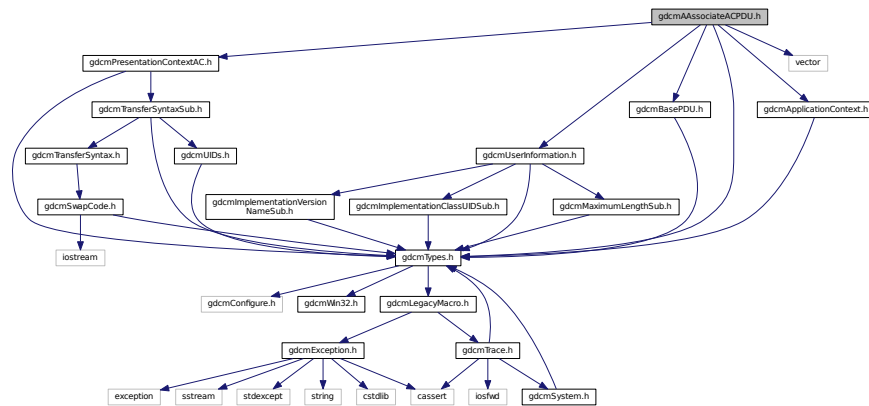 gdcmAAssociateACPDU.h
gdcmPresentationContextAC.h
vector
gdcmTransferSyntaxSub.h
gdcmBasePDU.h
gdcmApplicationContext.h
gdcmTransferSyntax.h
gdcmUIDs.h
gdcmUserInformation.h
gdcmSwapCode.h
gdcmImplementationVersion
NameSub.h
gdcmImplementationClassUIDSub.h
gdcmMaximumLengthSub.h
iostream
gdcmTypes.h
gdcmConfigure.h
gdcmWin32.h
gdcmLegacyMacro.h
gdcmException.h
gdcmTrace.h
exception
sstream
stdexcept
string
cstdlib
cassert
iosfwd
gdcmSystem.h